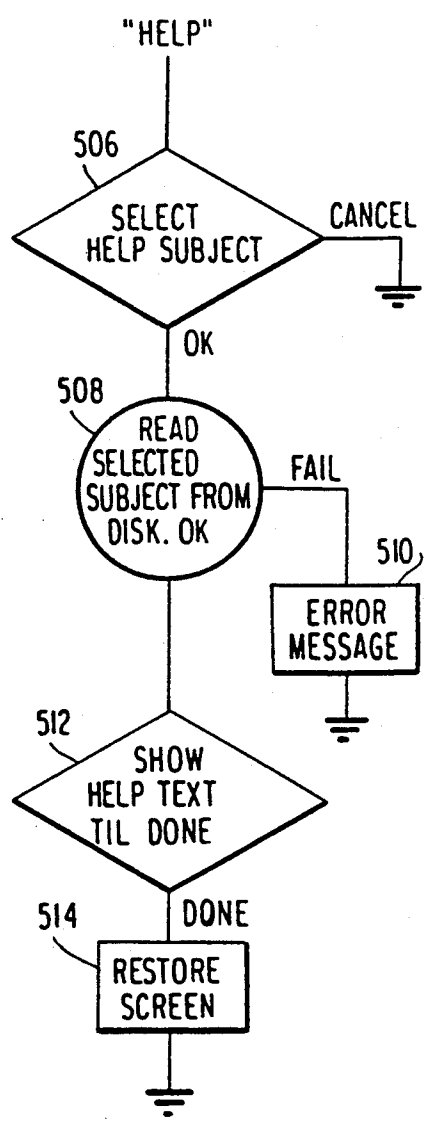 "HELP"
506
SELECT
HELP SUBJECT
CANCEL
OK
508
READ
SELECTED
SUBJECT FROM
DISK. OK
FAIL
510
ERROR
MESSAGE
512
SHOW
HELP TEXT
TIL DONE
DONE
514
RESTORE
SCREEN